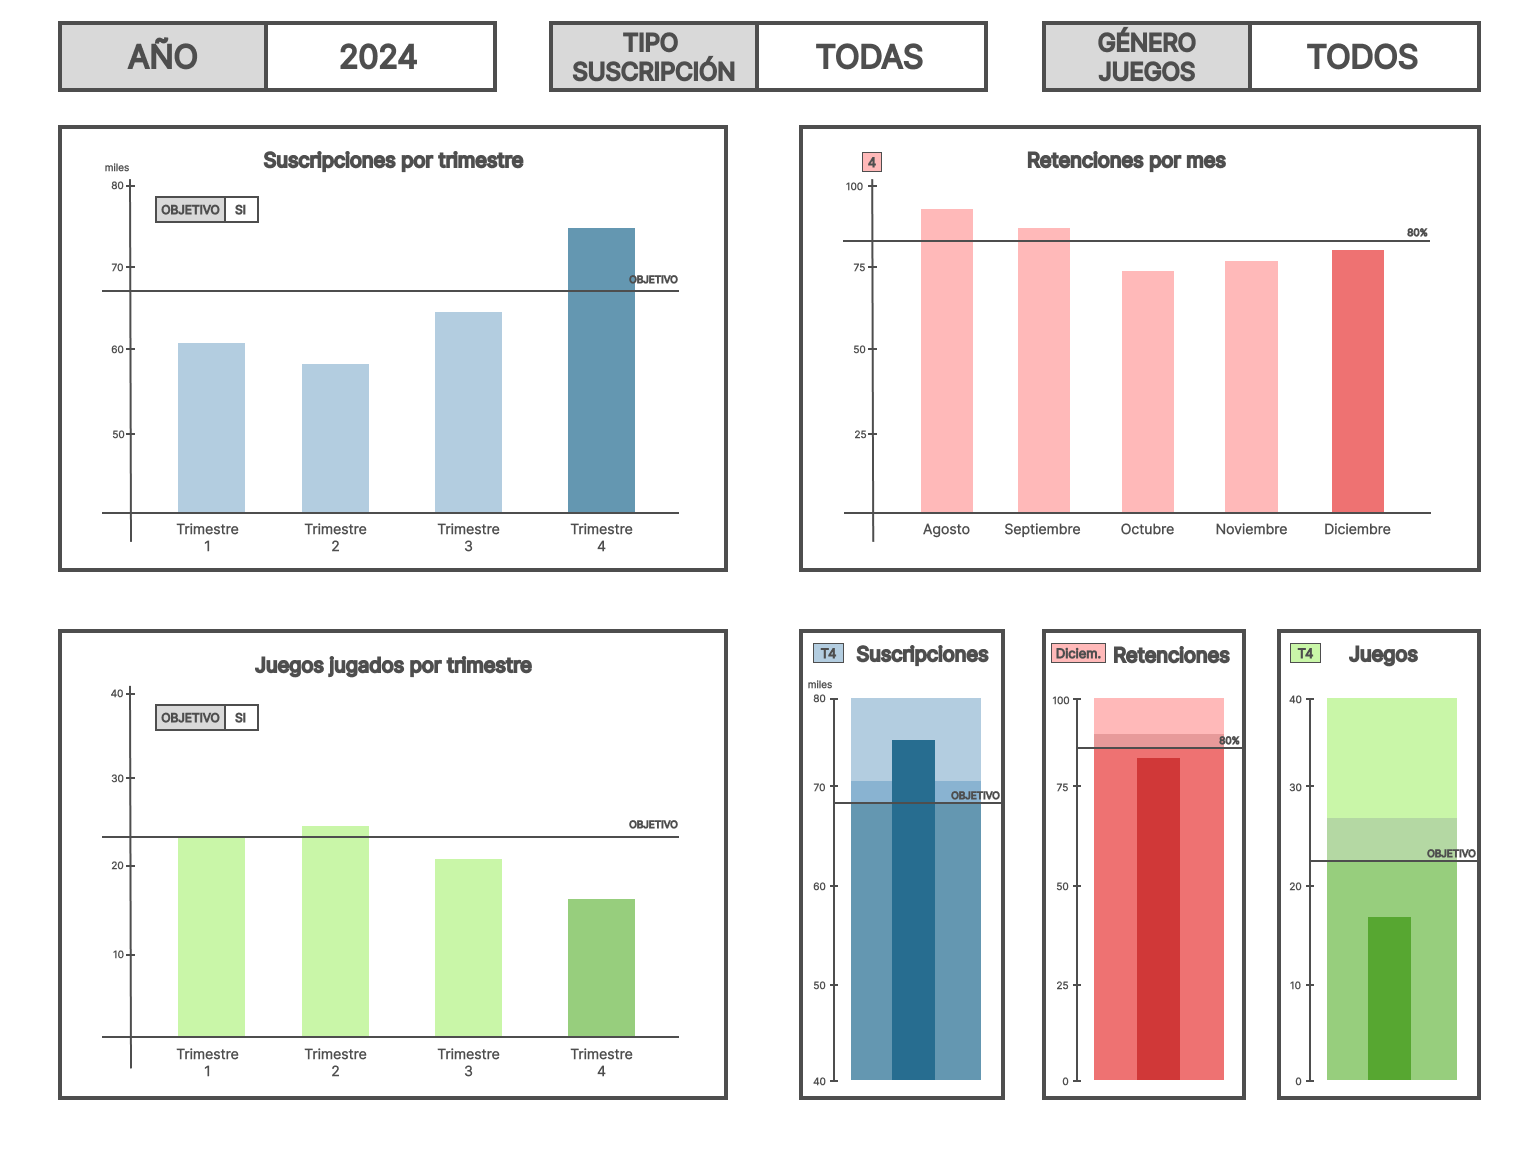 AÑO
2024
TIPO
SUSCRIPCIÓN
TODAS
GÉNERO
JUEGOS
TODOS
Suscripciones por trimestre
miles
80
OBJETIVO SI
70
OBJETIVO
60
50
Trimestre
1
Trimestre
2
Trimestre
3
Trimestre
4
4
Retenciones por mes
100
80%
75
50
25
Agosto
Septiembre
Octubre
Noviembre
Diciembre
Juegos jugados por trimestre
40
OBJETIVO SI
30
OBJETIVO
20
10
Trimestre
1
Trimestre
2
Trimestre
3
Trimestre
4
T4
Suscripciones
miles
80
70
OBJETIVO
60
50
40
Diciem.
Retenciones
100
80%
75
50
25
0
T4
Juegos
40
30
OBJETIVO
20
10
0